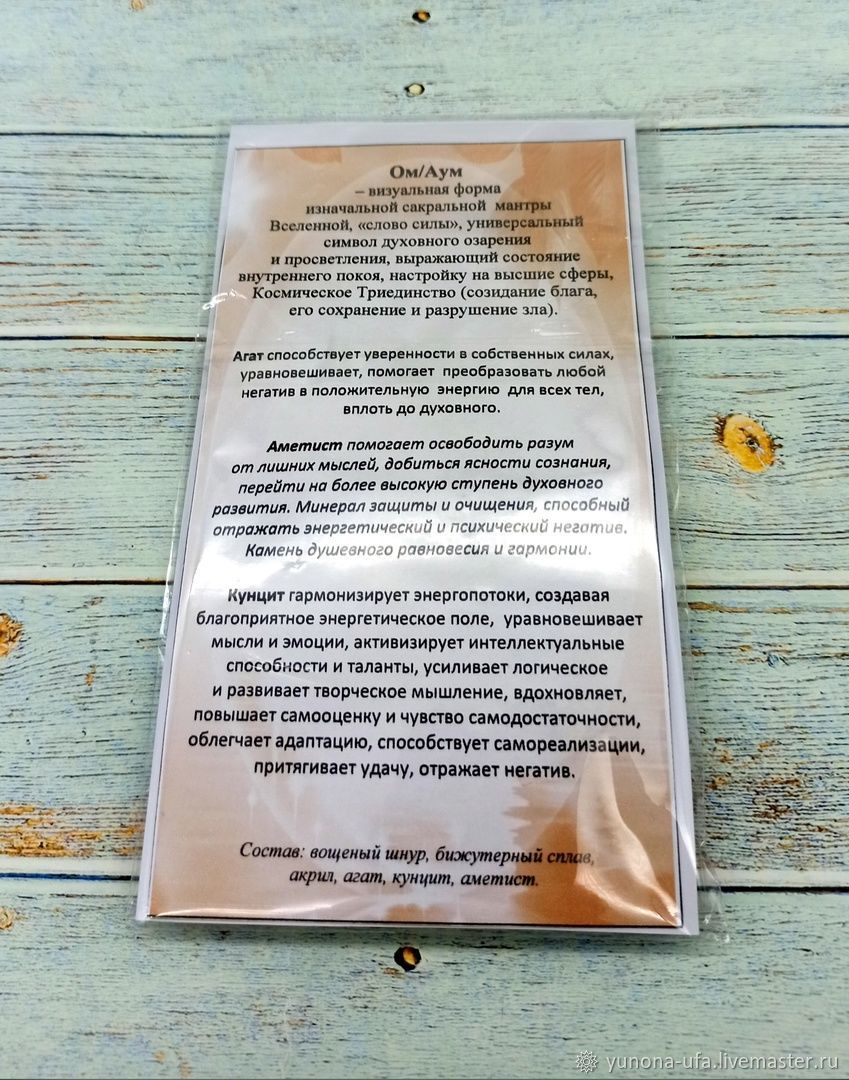 Ом/Аум
– визуальная форма
изначальной сакральной мантры
Вселенной, «слово силы», универсальный
символ духовного озарения
и просветления, выражающий состояние
внутреннего покоя, настройку на высшие сферы,
Космическое Триединство (созидание блага,
его сохранение и разрушение зла).
Агат способствует уверенности в собственных силах,
уравновешивает, помогает преобразовать любой
негатив в положительную энергию для всех тел,
вплоть до духовного.
Аметист помогает освободить разум
от лишних мыслей, добиться ясности сознания,
перейти на более высокую ступень духовного
развития. Минерал защиты и очищения, способный
отражать энергетический и психический негатив.
Камень душевного равновесия и гармонии.
Кунцит гармонизирует энергопотоки, создавая
благоприятное энергетическое поле, уравновешивает
мысли и эмоции, активизирует интеллектуальные
способности и таланты, усиливает логическое
и развивает творческое мышление, вдохновляет,
повышает самооценку и чувство самодостаточности,
облегчает адаптацию, способствует самореализации,
притягивает удачу, отражает негатив.
Состав: вощеный шнур, бижутерный сплав,
акрил, агат, кунцит, аметист.
yunona-ufa.livemaster.ru